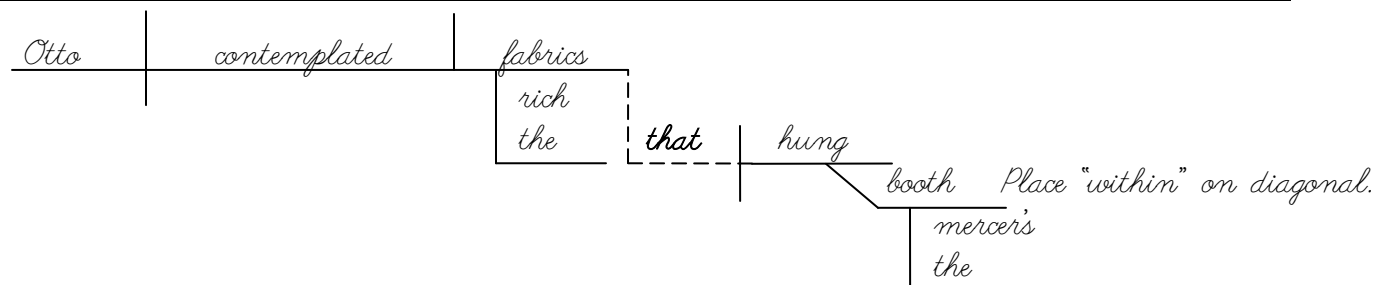 Otto contemplated fabrics
rich
the that hung
booth Place “within” on diagonal.
mercer's
the